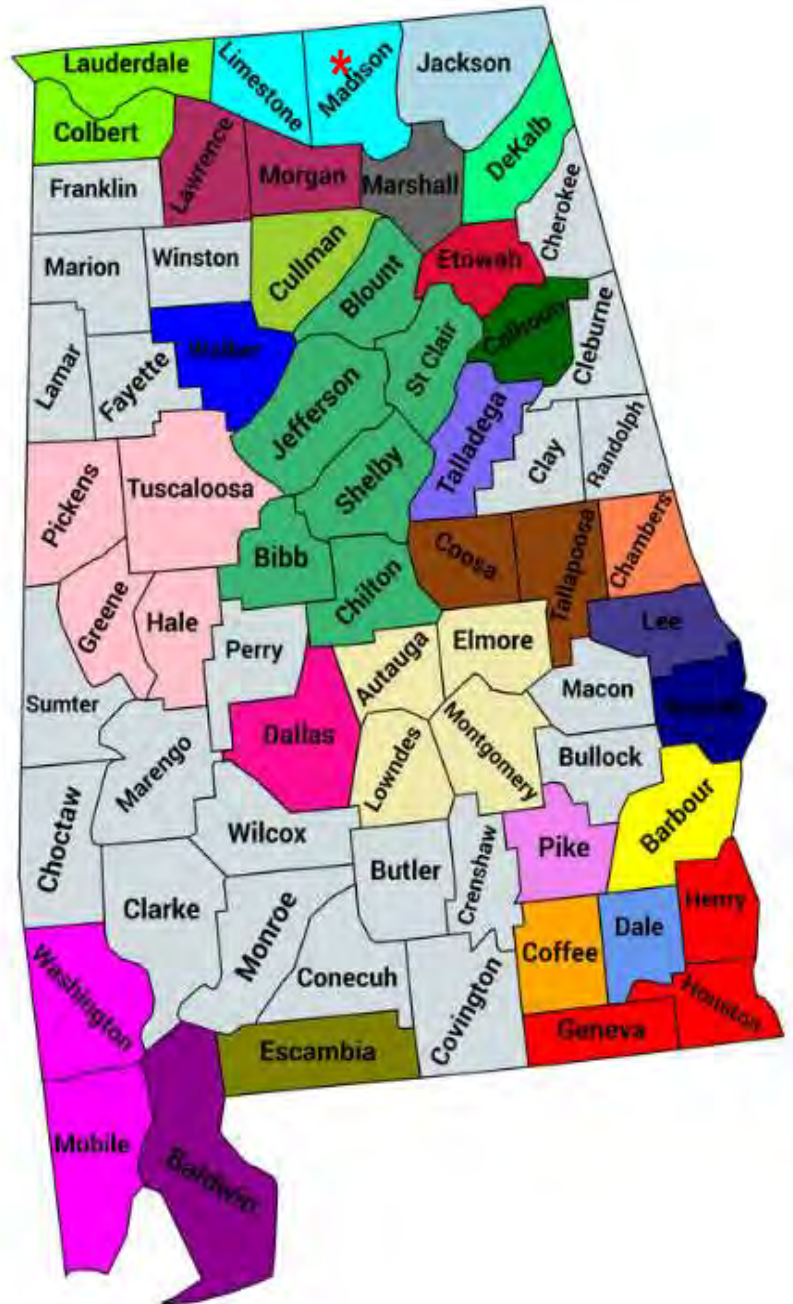 Lauderdale
Limestone
*
Madison
Jackson
Colbert
Lawrence
Morgan
Marshall
DeKalb
Franklin
Cherokee
Marion
Winston
Cullman
Blount
Etowah
Lamar
Fayette
Walker
Jefferson
St Clair
Calhoun
Cleburne
Pickens
Tuscaloosa
Shelby
Talladega
Clay
Randolph
Greene
Hale
Bibb
Chilton
Coosa
Tallapoosa
Chambers
Sumter
Perry
Autauga
Elmore
Lee
Macon
Dallas
Marengo
Lowndes
Montgomery
Bullock
Choctaw
Wilcox
Butler
Crenshaw
Pike
Barbour
Clarke
Monroe
Conecuh
Covington
Coffee
Dale
Henry
Washington
Escambia
Geneva
Houston
Mobile
Baldwin